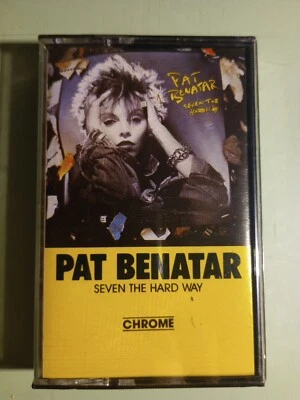 PAT
BENATAR
SEVEN THE
HARD WAY
PAT BENATAR
SEVEN THE HARD WAY
CHROME